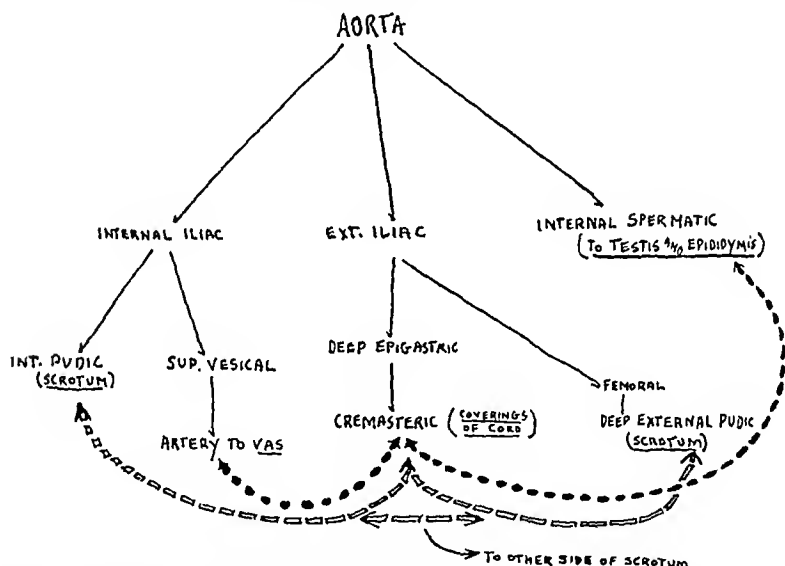 AORTA
INTERNAL ILIAC
EXT. ILIAC
INTERNAL SPERMATIC
(TO TESTIS AND EPIDIDYMIS)
INT. PUDIC
(SCROTUM)
SUP. VESICAL
DEEP EPIGASTRIC
FEMORAL
ARTERY TO VAS
CREMASTERIC (COVERINGS
OF CORD)
DEEP EXTERNAL PUDIC
(SCROTUM)
TO OTHER SIDE OF SCROTUM